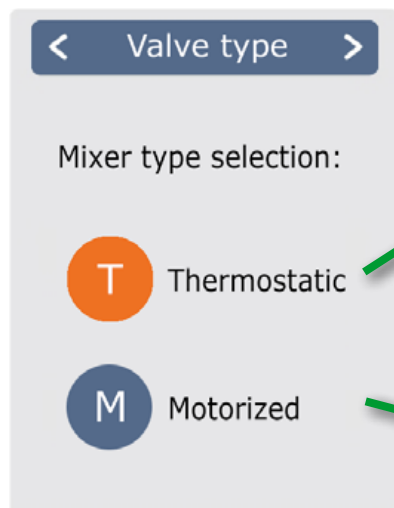 < Valve type >
Mixer type selection:
T Thermostatic
M Motorized